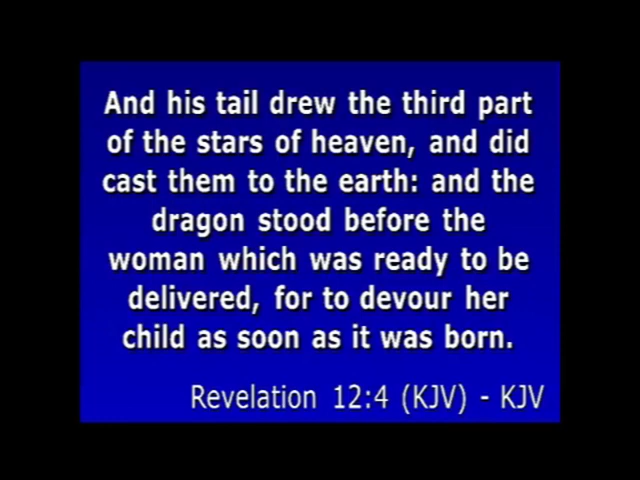 And his tail drew the third part
of the stars of heaven, and did
cast them to the earth: and the
dragon stood before the
woman which was ready to be
delivered, for to devour her
child as soon as it was born.
Revelation 12:4 (KJV) - KJV